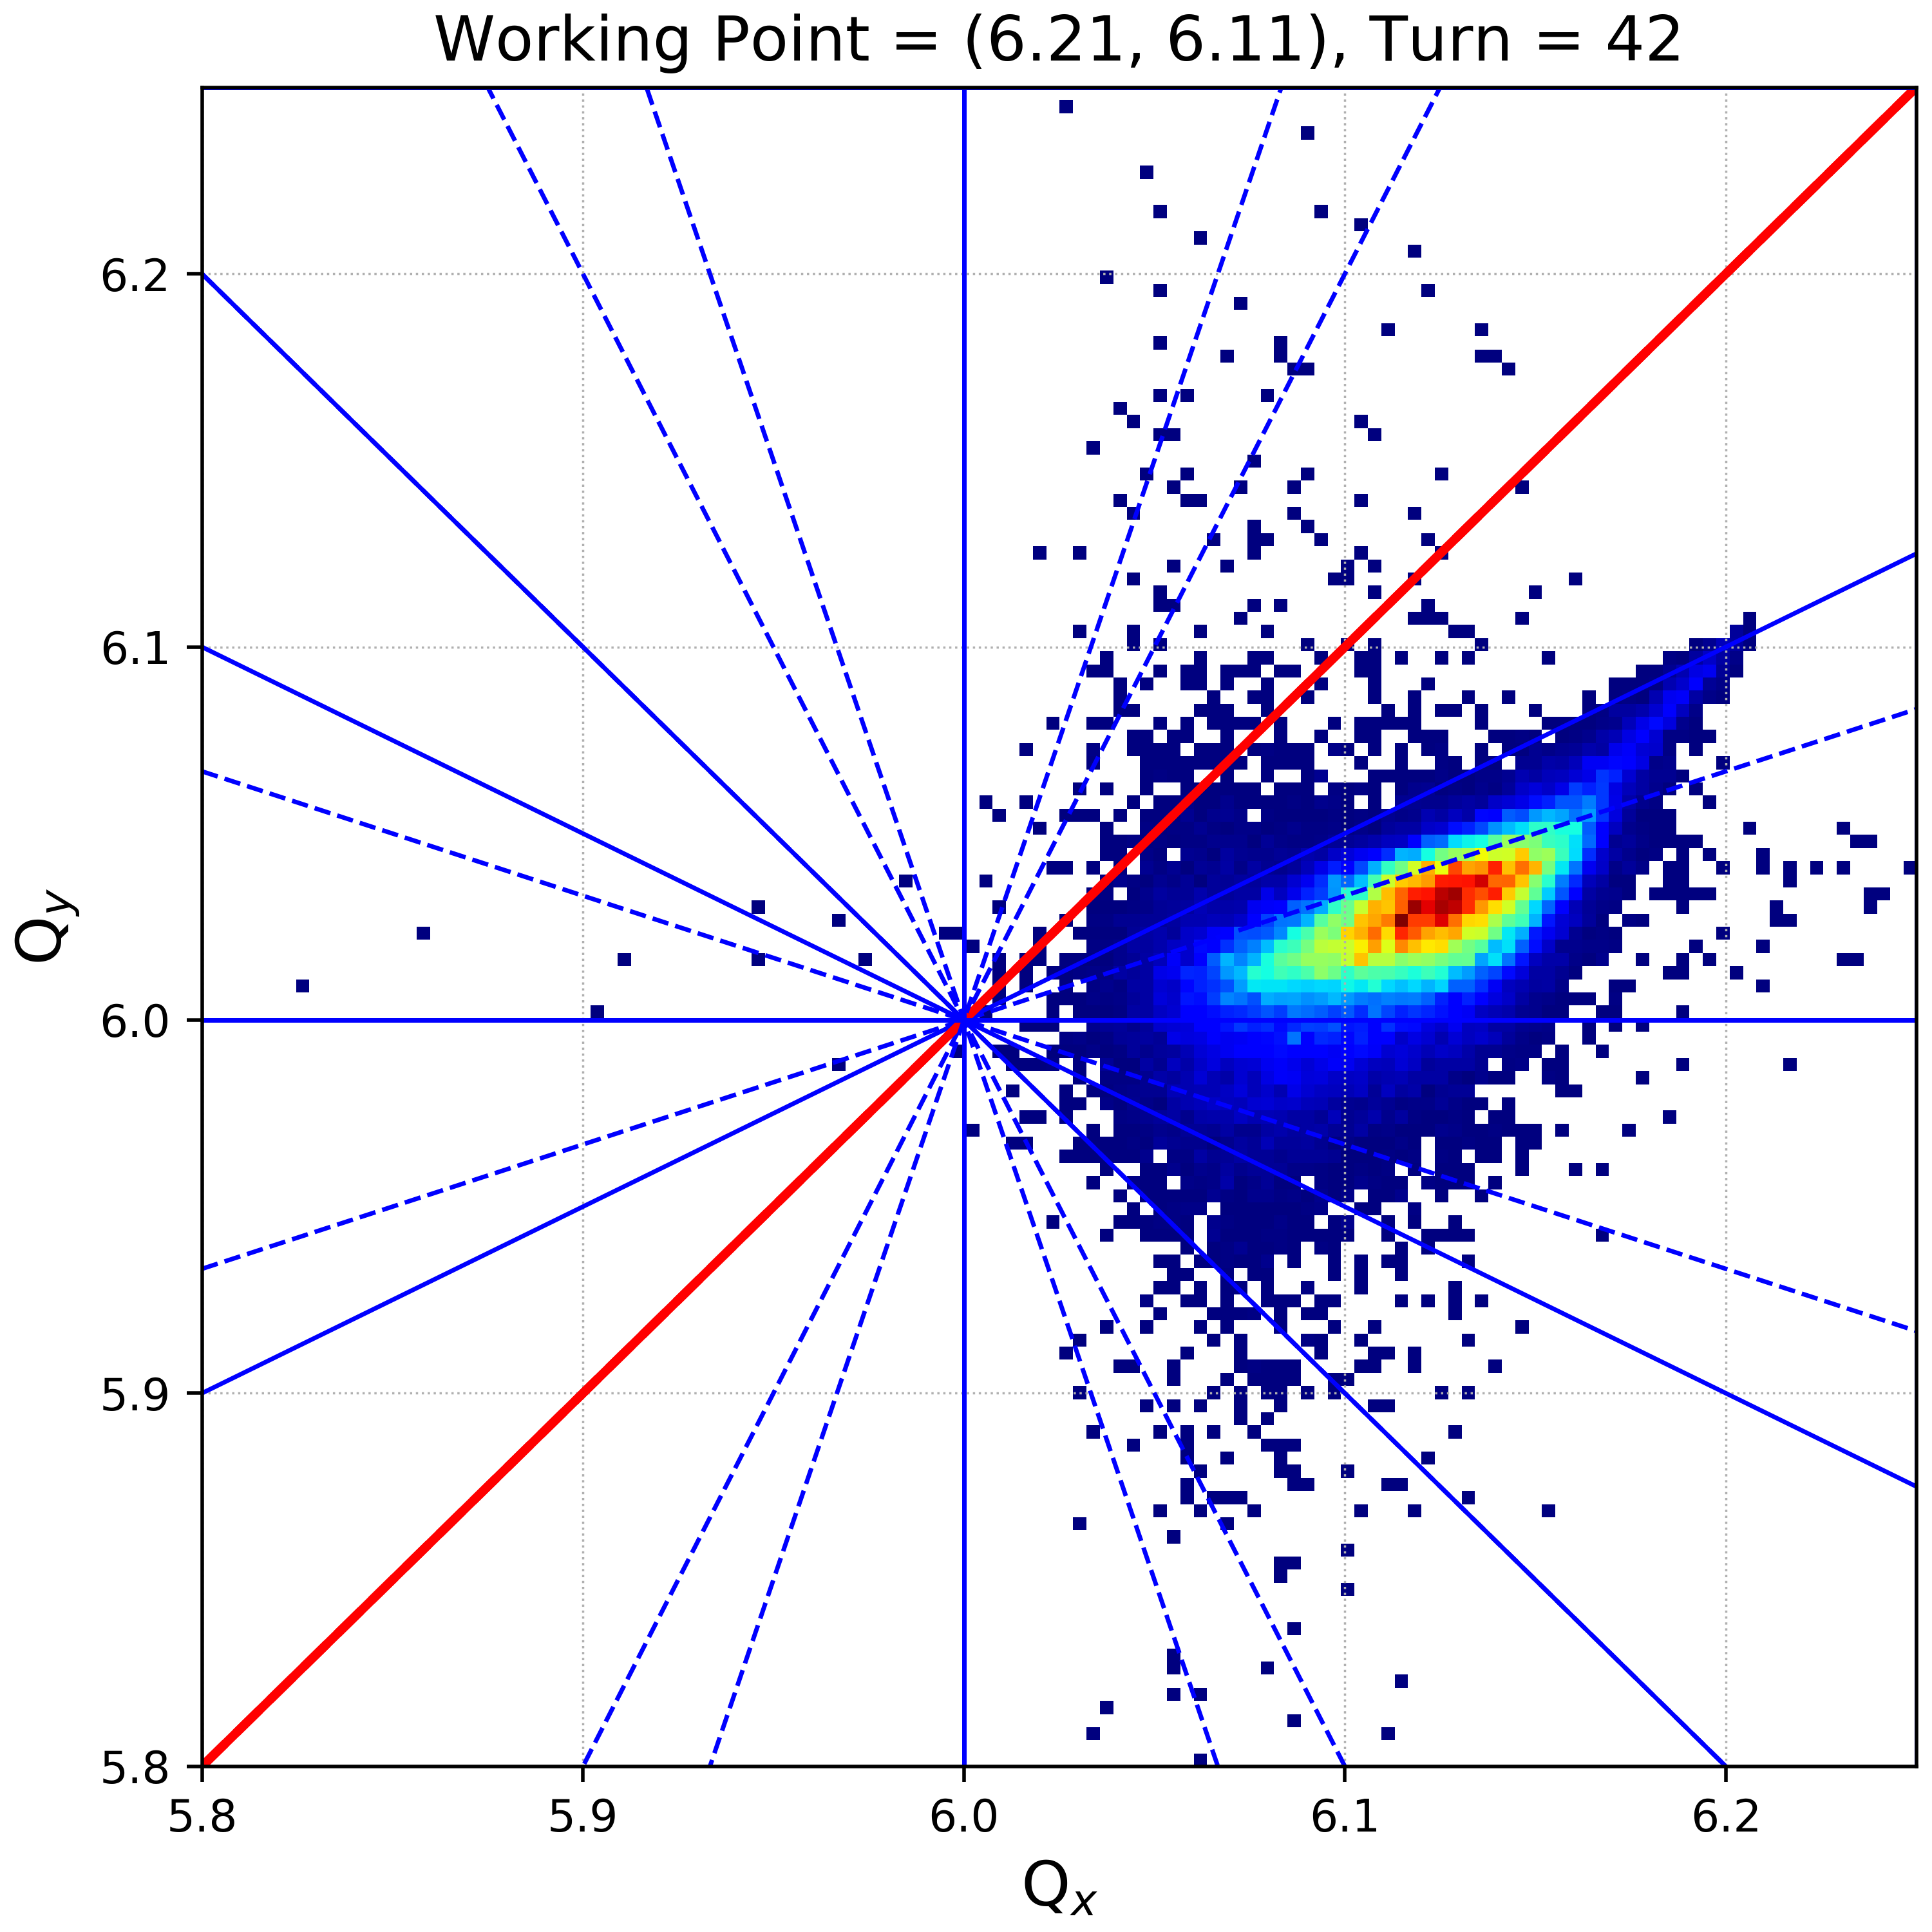 Working Point = (6.21, 6.11), Turn = 42
6.2
6.1
6.0
5.9
5.8
Qy
5.8 5.9 6.0 6.1 6.2
Qx